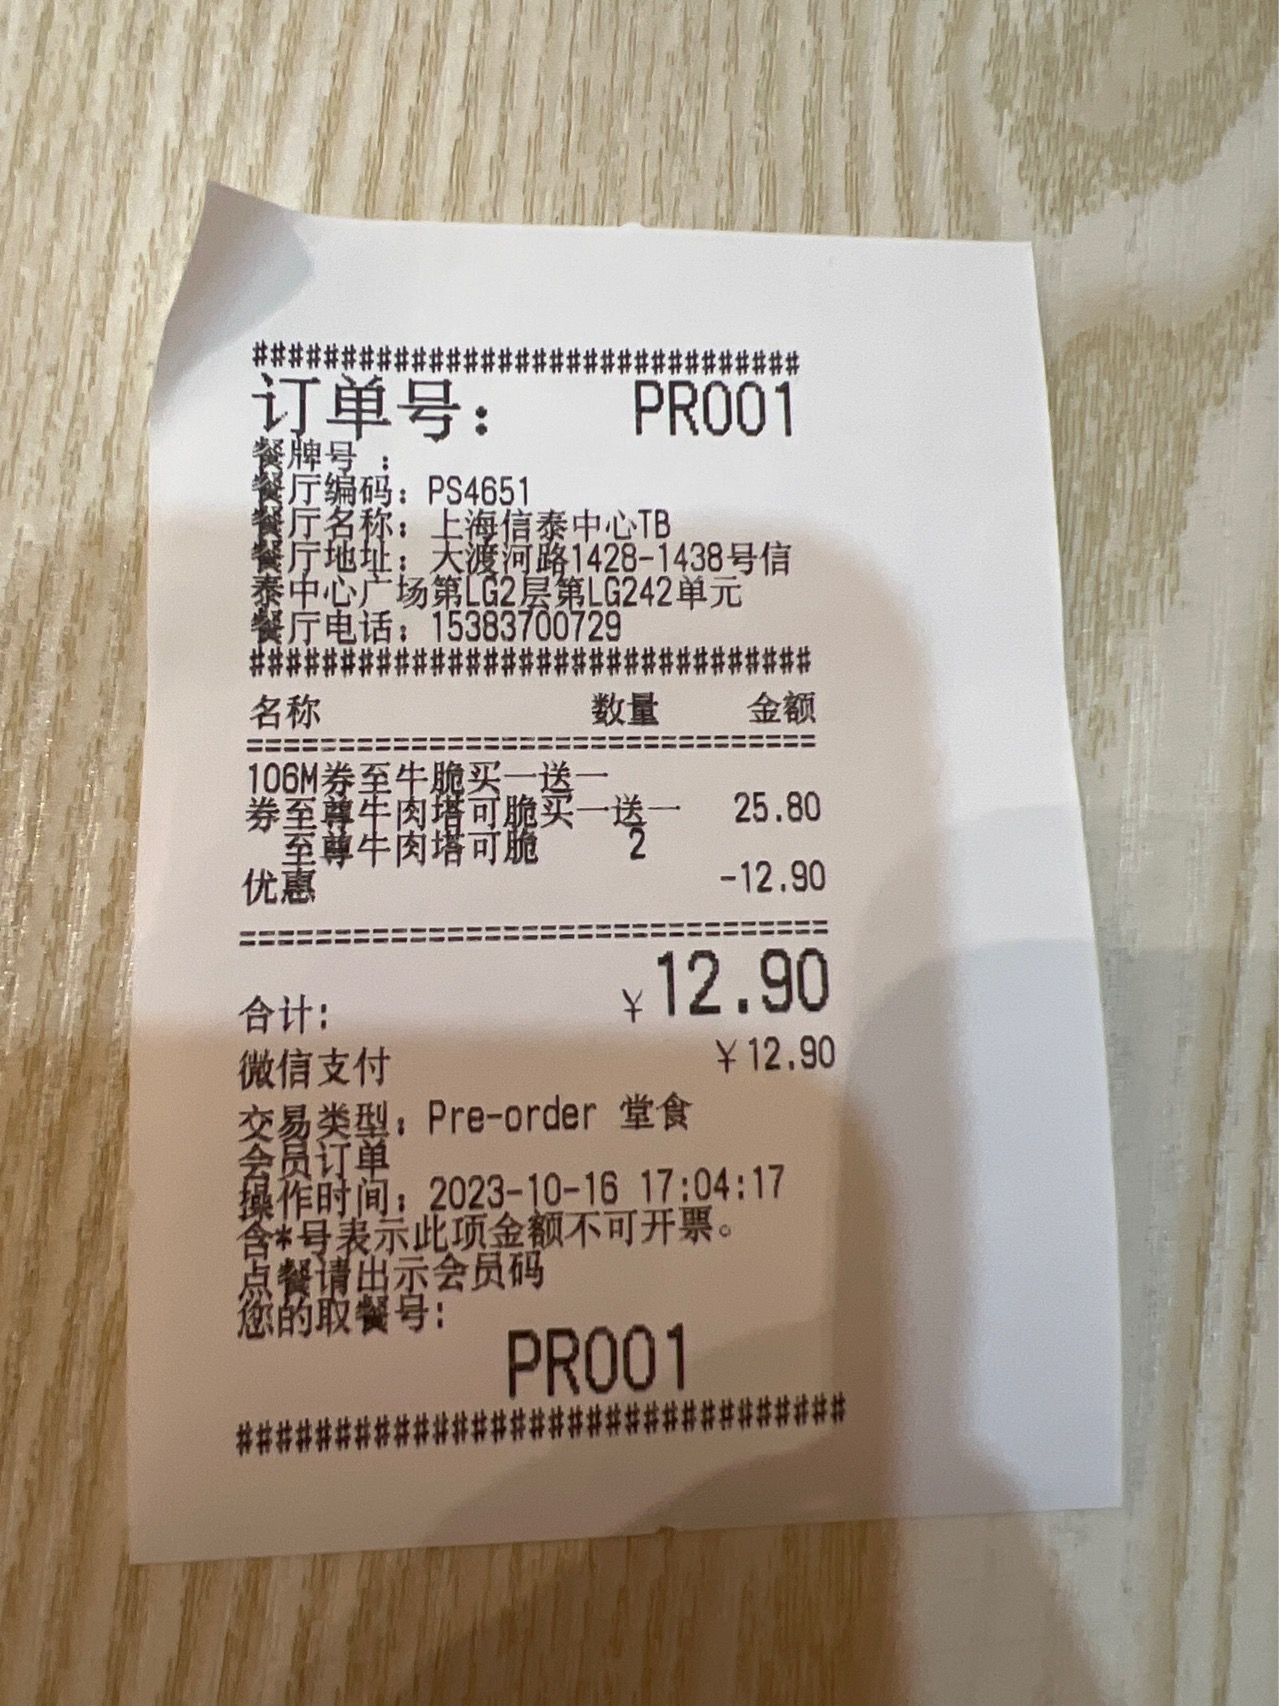 ###############################
订单号： PR001
餐牌号 ：
餐厅编码：PS4651
餐厅名称：上海信泰中心TB
餐厅地址：大渡河路1428-1438号信
泰中心广场第LG2层第LG242单元
餐厅电话：15383700729
###############################
名称 数量 金额
===============================
106M券至牛脆买一送一
券至尊牛肉塔可脆买一送一 25.80
至尊牛肉塔可脆 2
优惠 -12.90
===============================
合计: ￥12.90
微信支付 ￥12.90
交易类型：Pre-order 堂食
会员订单
操作时间：2023-10-16 17:04:17
含*号表示此项金额不可开票。
点餐请出示会员码
您的取餐号:
PR001
###############################